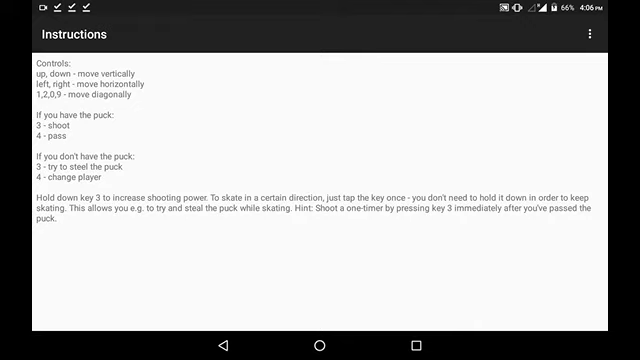 66% 4:06 PM
Instructions
Controls:
up, down - move vertically
left, right - move horizontally
1,2,0,9 - move diagonally
If you have the puck:
3 - shoot
4 - pass
If you don't have the puck:
3 - try to steel the puck
4 - change player
Hold down key 3 to increase shooting power. To skate in a certain direction, just tap the key once - you don't need to hold it down in order to keep
skating. This allows you e.g. to try and steal the puck while skating. Hint: Shoot a one-timer by pressing key 3 immediately after you've passed the
puck.